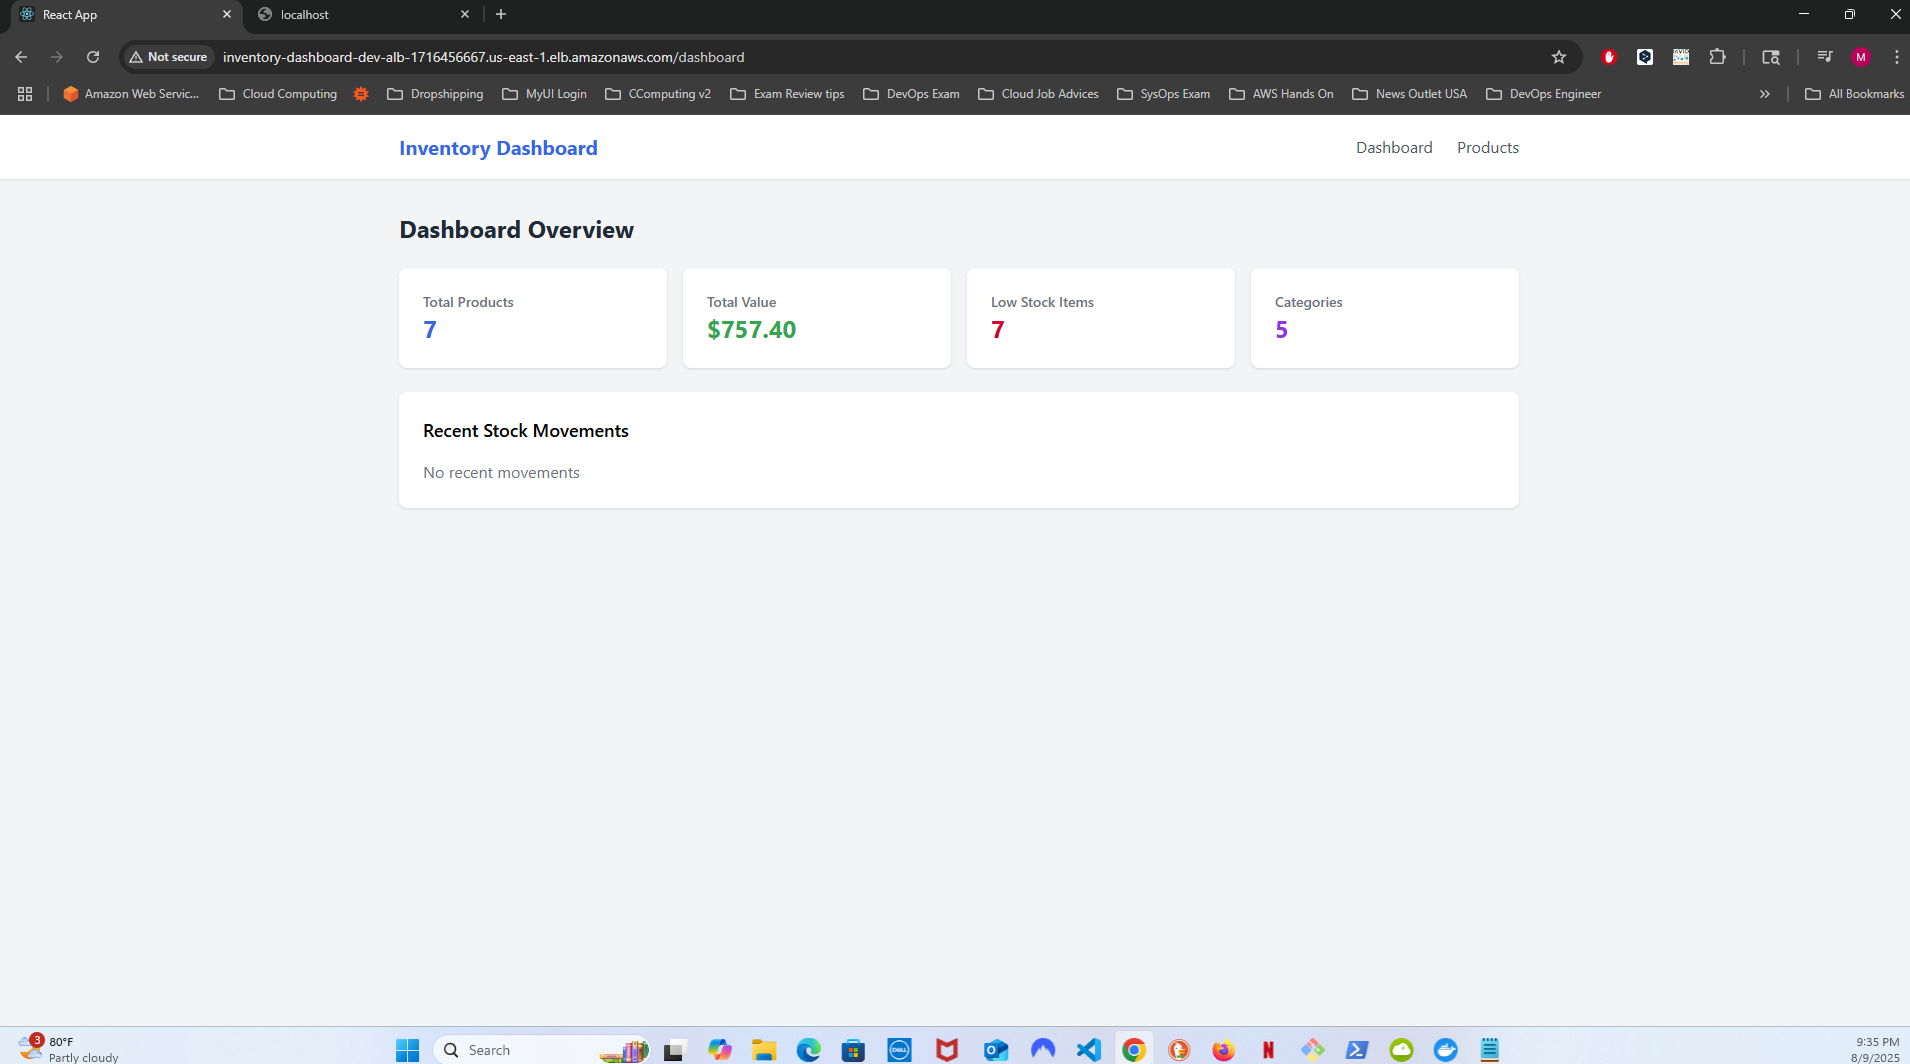 React App
localhost
Not secure
inventory-dashboard-dev-alb-1716456667.us-east-1.elb.amazonaws.com/dashboard
M
Amazon Web Servic...
Cloud Computing
Dropshipping
MyUI Login
CComputing v2
Exam Review tips
DevOps Exam
Cloud Job Advices
SysOps Exam
AWS Hands On
News Outlet USA
DevOps Engineer
All Bookmarks
Inventory Dashboard
Dashboard
Products
Dashboard Overview
Total Products
7
Total Value
$757.40
Low Stock Items
7
Categories
5
Recent Stock Movements
No recent movements
3
80°F
Partly cloudy
Search
DELL
N
9:35 PM
8/9/2025